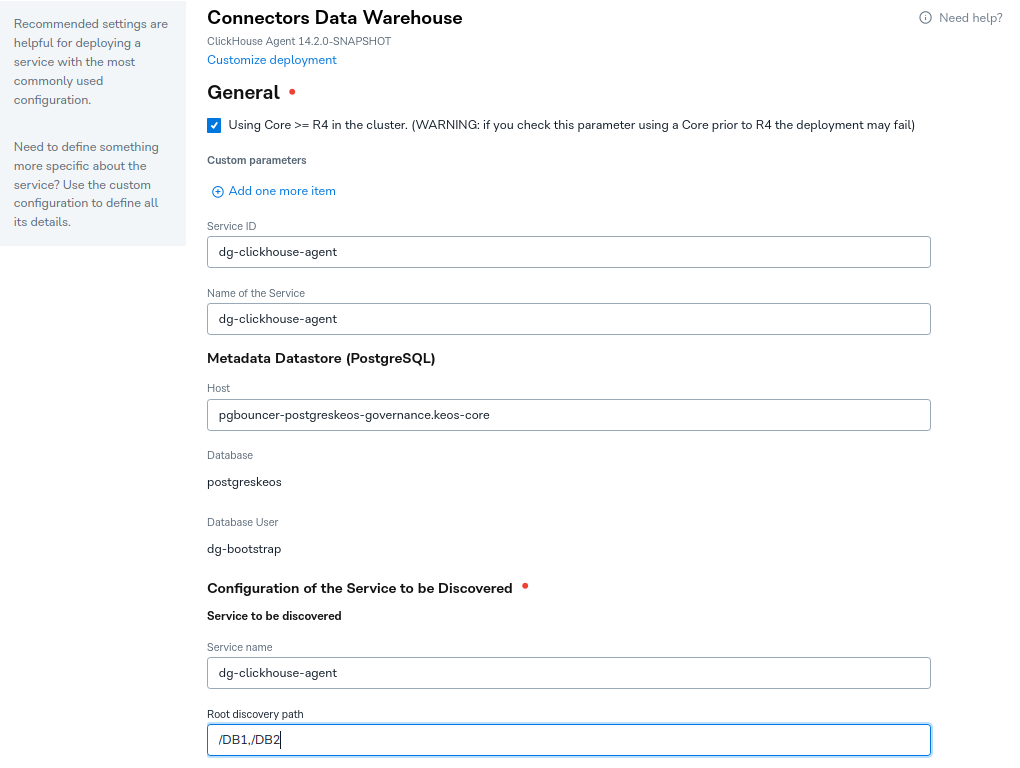 Recommended settings are
helpful for deploying a
service with the most
commonly used
configuration.
Need to define something
more specific about the
service? Use the custom
configuration to define all
its details.
Connectors Data Warehouse
Need help?
ClickHouse Agent 14.2.0-SNAPSHOT
Customize deployment
General
Using Core >= R4 in the cluster. (WARNING: if you check this parameter using a Core prior to R4 the deployment may fail)
Custom parameters
Add one more item
Service ID
dg-clickhouse-agent
Name of the Service
dg-clickhouse-agent
Metadata Datastore (PostgreSQL)
Host
pgbouncer-postgreskeos-governance.keos-core
Database
postgreskeos
Database User
dg-bootstrap
Configuration of the Service to be Discovered
Service to be discovered
Service name
dg-clickhouse-agent
Root discovery path
/DB1,/DB2